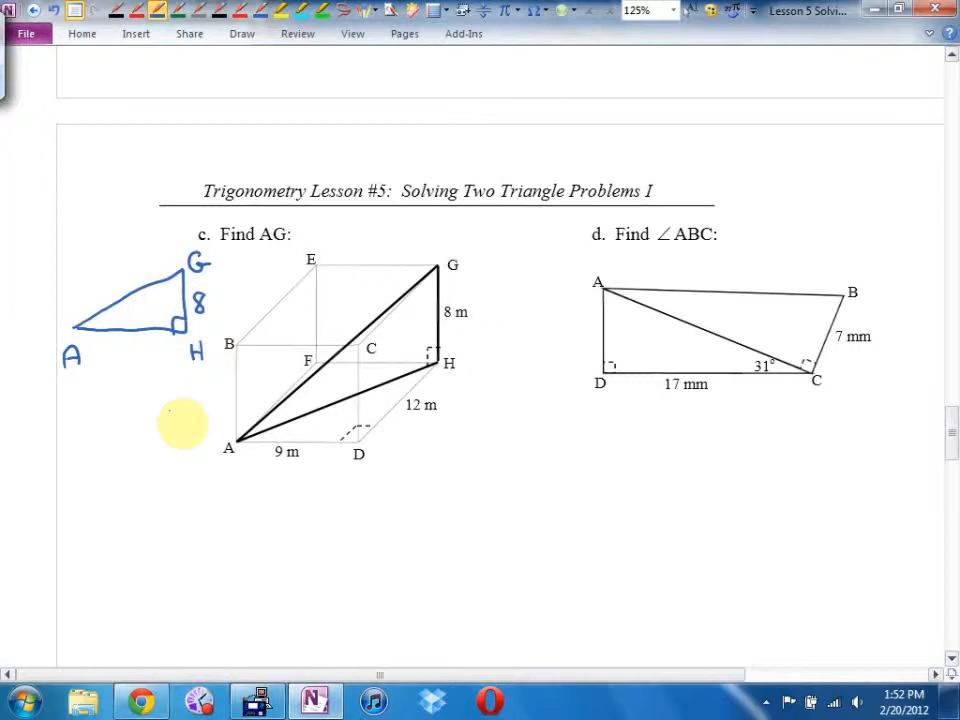 125%
Lesson 5 Solvi...
File Home Insert Share Draw Review View Pages Add-Ins
Trigonometry Lesson #5: Solving Two Triangle Problems I
c. Find AG:
d. Find ∠ABC:
G
8
A
H
E
G
8 m
B
C
F
H
12 m
A
9 m
D
A
B
7 mm
31°
D
17 mm
C
1:52 PM
2/20/2012